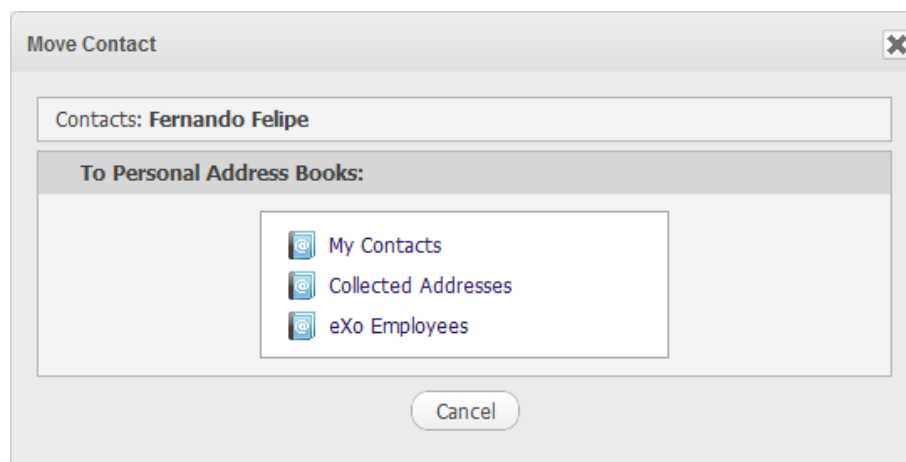 Move Contact
Contacts: Fernando Felipe
To Personal Address Books:
My Contacts
Collected Addresses
eXo Employees
Cancel